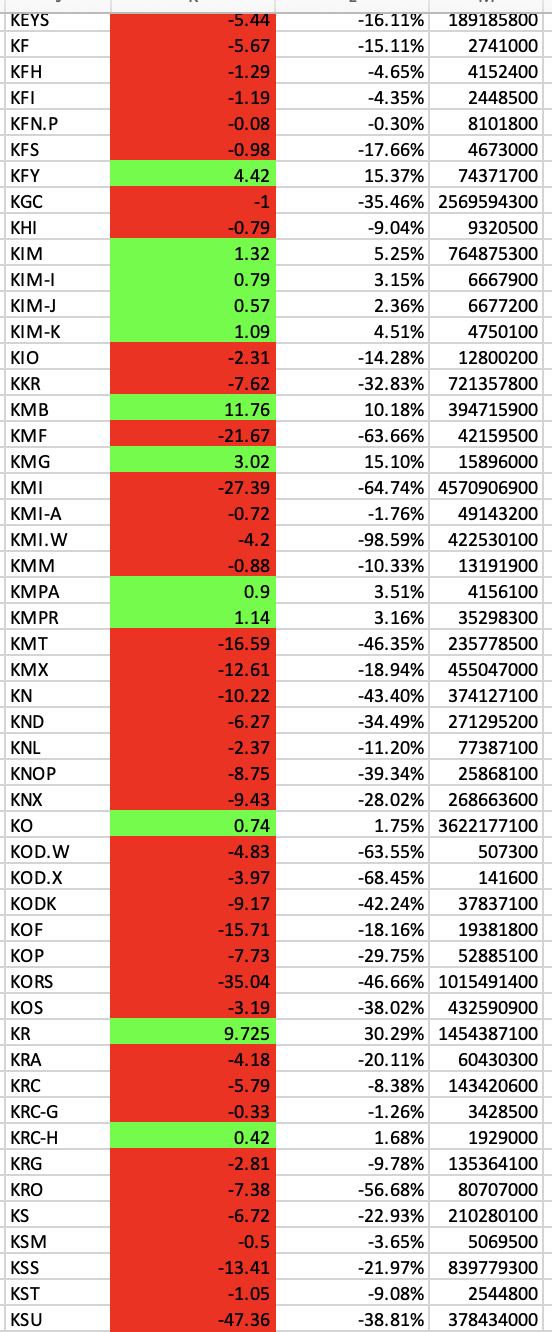 KEYS -5.44 -16.11% 189185800
KF -5.67 -15.11% 2741000
KFH -1.29 -4.65% 4152400
KFI -1.19 -4.35% 2448500
KFN.P -0.08 -0.30% 8101800
KFS -0.98 -17.66% 4673000
KFY 4.42 15.37% 74371700
KGC -1 -35.46% 2569594300
KHI -0.79 -9.04% 9320500
KIM 1.32 5.25% 764875300
KIM-I 0.79 3.15% 6667900
KIM-J 0.57 2.36% 6677200
KIM-K 1.09 4.51% 4750100
KIO -2.31 -14.28% 12800200
KKR -7.62 -32.83% 721357800
KMB 11.76 10.18% 394715900
KMF -21.67 -63.66% 42159500
KMG 3.02 15.10% 15896000
KMI -27.39 -64.74% 4570906900
KMI-A -0.72 -1.76% 49143200
KMI.W -4.2 -98.59% 422530100
KMM -0.88 -10.33% 13191900
KMPA 0.9 3.51% 4156100
KMPR 1.14 3.16% 35298300
KMT -16.59 -46.35% 235778500
KMX -12.61 -18.94% 455047000
KN -10.22 -43.40% 374127100
KND -6.27 -34.49% 271295200
KNL -2.37 -11.20% 77387100
KNOP -8.75 -39.34% 25868100
KNX -9.43 -28.02% 268663600
KO 0.74 1.75% 3622177100
KOD.W -4.83 -63.55% 507300
KOD.X -3.97 -68.45% 141600
KODK -9.17 -42.24% 37837100
KOF -15.71 -18.16% 19381800
KOP -7.73 -29.75% 52885100
KORS -35.04 -46.66% 1015491400
KOS -3.19 -38.02% 432590900
KR 9.725 30.29% 1454387100
KRA -4.18 -20.11% 60430300
KRC -5.79 -8.38% 143420600
KRC-G -0.33 -1.26% 3428500
KRC-H 0.42 1.68% 1929000
KRG -2.81 -9.78% 135364100
KRO -7.38 -56.68% 80707000
KS -6.72 -22.93% 210280100
KSM -0.5 -3.65% 5069500
KSS -13.41 -21.97% 839779300
KST -1.05 -9.08% 2544800
KSU -47.36 -38.81% 378434000